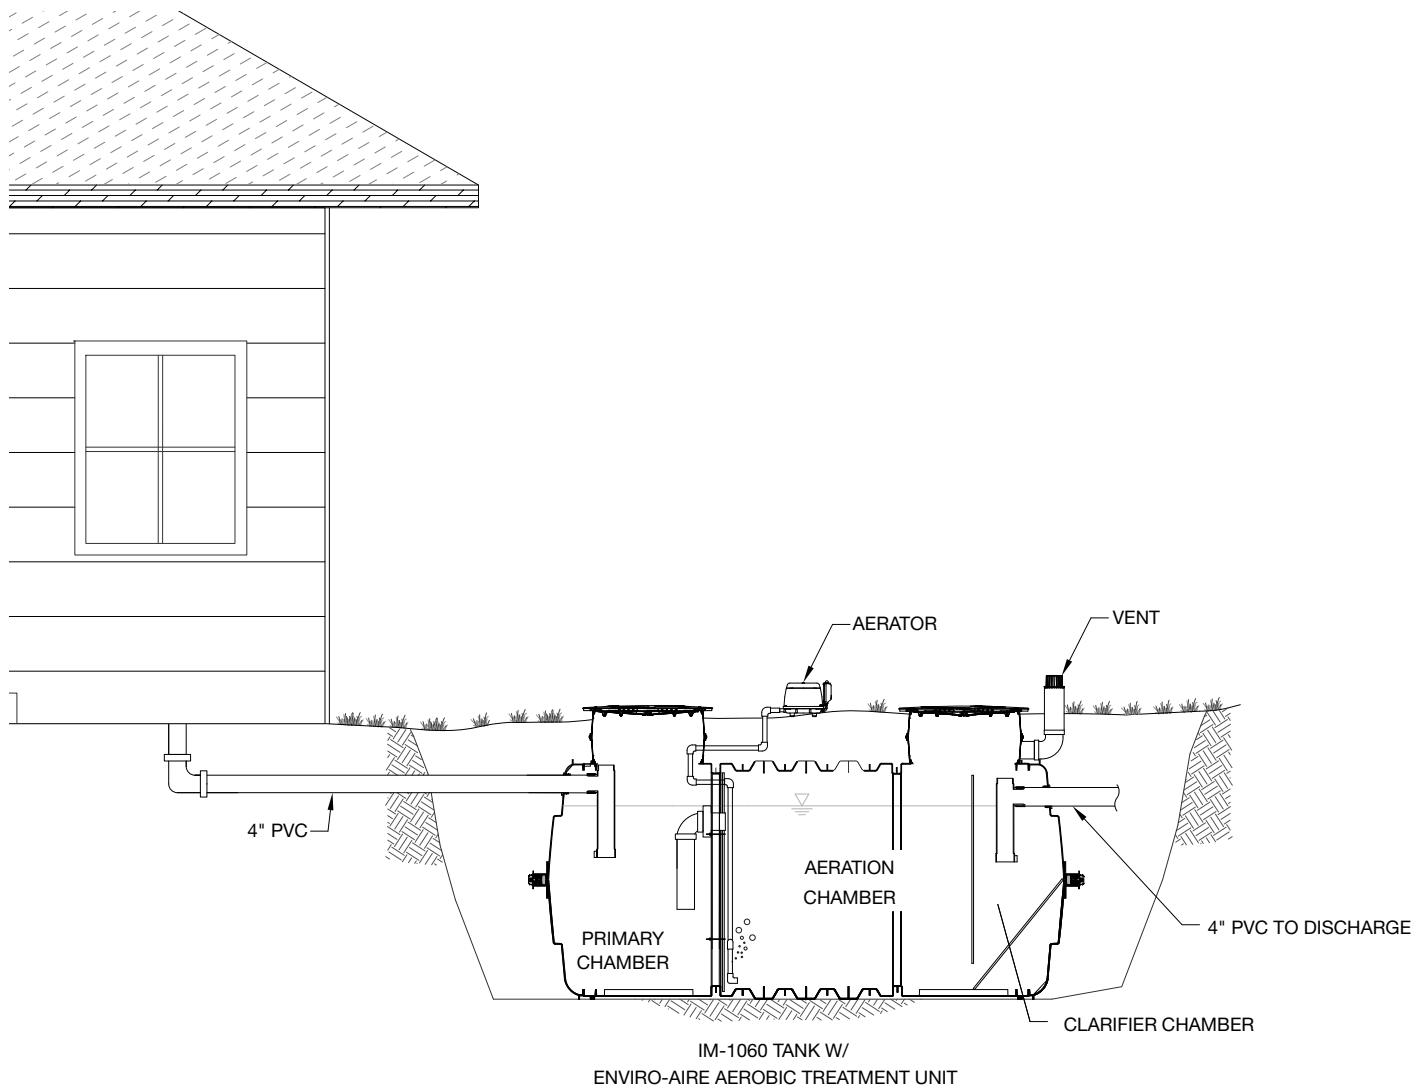 AERATOR
VENT
4" PVC
AERATION
CHAMBER
PRIMARY
CHAMBER
4" PVC TO DISCHARGE
CLARIFIER CHAMBER
IM-1060 TANK W/
ENVIRO-AIRE AEROBIC TREATMENT UNIT